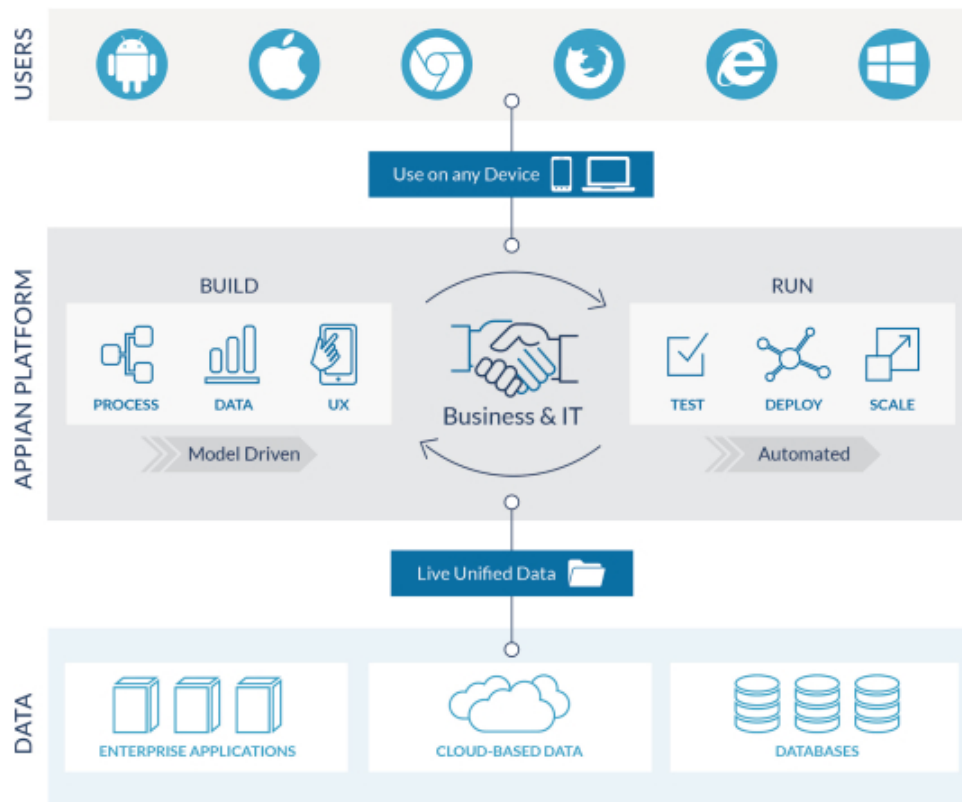 USERS
Use on any Device
APPIAN PLATFORM
BUILD
PROCESS
DATA
UX
Model Driven
Business & IT
RUN
TEST
DEPLOY
SCALE
Automated
Live Unified Data
DATA
ENTERPRISE APPLICATIONS
CLOUD-BASED DATA
DATABASES